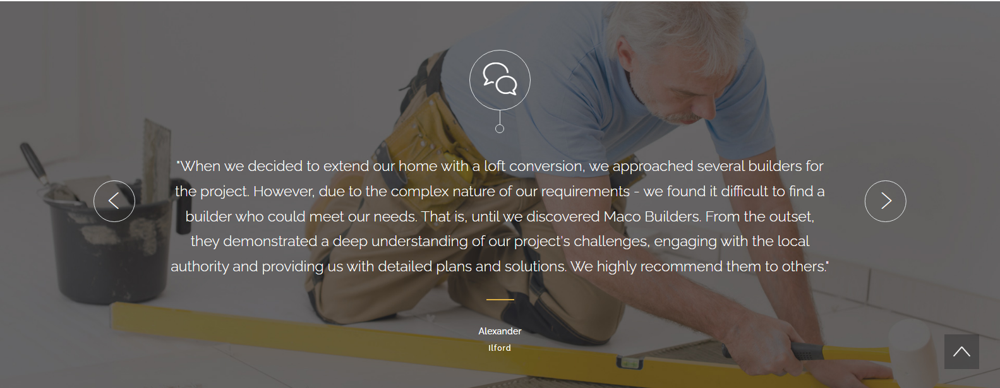 "When we decided to extend our home with a loft conversion, we approached several builders for
the project. However, due to the complex nature of our requirements - we found it difficult to find a
builder who could meet our needs. That is, until we discovered Maco Builders. From the outset,
they demonstrated a deep understanding of our project's challenges, engaging with the local
authority and providing us with detailed plans and solutions. We highly recommend them to others."
Alexander
Ilford